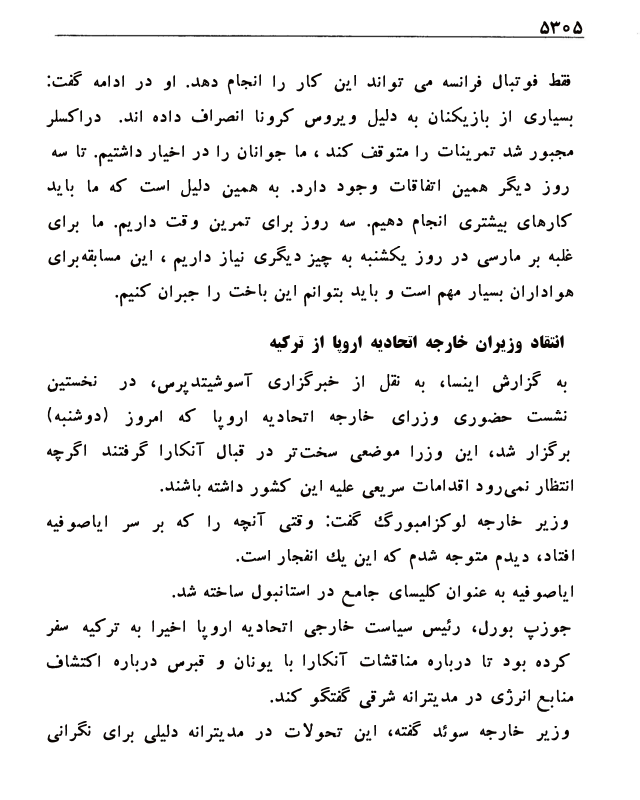 ۵۳۰۵
فقط فوتبال فرانسه می تواند این کار را انجام دهد. او در ادامه گفت:
بسیاری از بازیکنان به دلیل ویروس کرونا انصراف داده اند. دراکسلر
مجبور شد تمرینات را متوقف کند ، ما جوانان را در اخیار داشتیم. تا سه
روز دیگر همین اتفاقات وجود دارد. به همین دلیل است که ما باید
کارهای بیشتری انجام دهیم. سه روز برای تمرین وقت داریم. ما برای
غلبه بر مارسی در روز یکشنبه به چیز دیگری نیاز داریم ، این مسابقه‌برای
هواداران بسیار مهم است و باید بتوانم این باخت را جبران کنیم.
انتقاد وزیران خارجه اتحادیه اروپا از ترکیه
به گزارش اینسا، به نقل از خبرگزاری آسوشیتدپرس، در نخستین
نشست حضوری وزرای خارجه اتحادیه اروپا که امروز (دوشنبه)
برگزار شد، این وزرا موضعی سخت‌تر در قبال آنکارا گرفتند اگرچه
انتظار نمی‌رود اقدامات سریعی علیه این کشور داشته باشند.
وزیر خارجه لوکزامبورگ گفت: وقتی آنچه را که بر سر ایاصوفیه
افتاد، دیدم متوجه شدم که این یك انفجار است.
ایاصوفیه به عنوان کلیسای جامع در استانبول ساخته شد.
جوزپ بورل، رئیس سیاست خارجی اتحادیه اروپا اخیرا به ترکیه سفر
کرده بود تا درباره مناقشات آنکارا با یونان و قبرس درباره اکتشاف
منابع انرژی در مدیترانه شرقی گفتگو کند.
وزیر خارجه سوئد گفته، این تحولات در مدیترانه دلیلی برای نگرانی